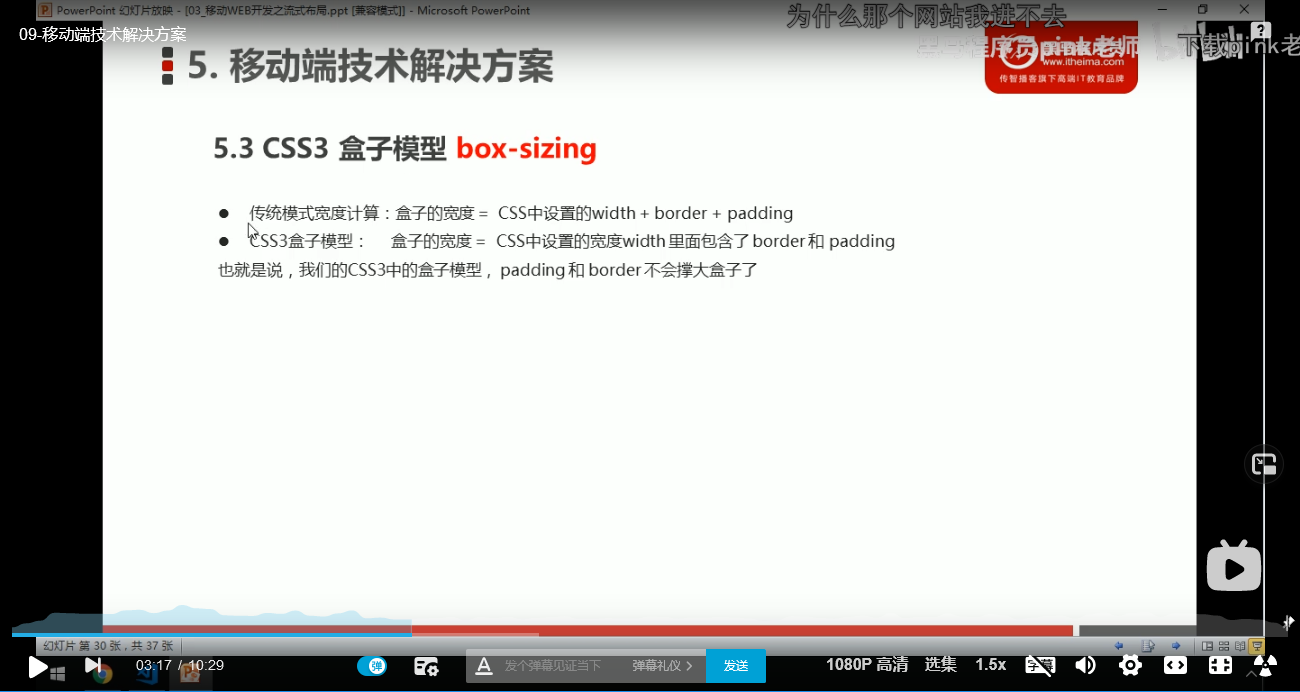 PowerPoint 幻灯片放映 - [03_移动WEB开发之流式布局.ppt [兼容模式]] - Microsoft PowerPoint
为什么那个网站我进不去
09-移动端技术解决方案
黑马程序员pink老师
下载pink老
www.itheima.com
传智播客旗下高端IT教育品牌
5. 移动端技术解决方案
5.3 CSS3 盒子模型 box-sizing
● 传统模式宽度计算：盒子的宽度 = CSS中设置的width + border + padding
● CSS3盒子模型： 盒子的宽度 = CSS中设置的宽度width 里面包含了 border 和 padding
也就是说，我们的CSS3中的盒子模型，padding 和 border 不会撑大盒子了
幻灯片 第 30 张，共 37 张
03:17 / 10:29
弹
A
发个弹幕见证当下
弹幕礼仪 >
发送
1080P 高清
选集
1.5x
字幕